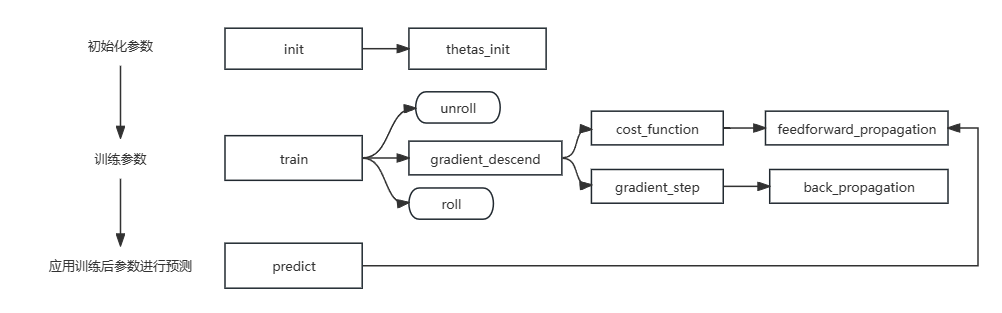 初始化参数
init
thetas_init
unroll
cost_function
feedforward_propagation
训练参数
train
gradient_descend
gradient_step
back_propagation
roll
应用训练后参数进行预测
predict